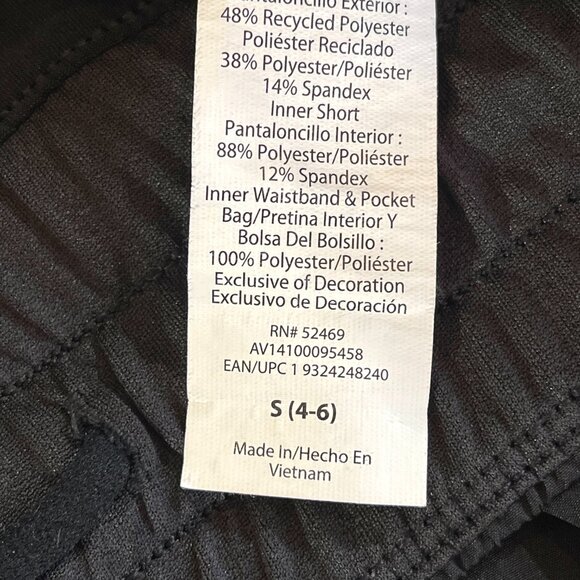 Pantaloncillo Exterior :
48% Recycled Polyester
Poliéster Reciclado
38% Polyester/Poliéster
14% Spandex
Inner Short
Pantaloncillo Interior :
88% Polyester/Poliéster
12% Spandex
Inner Waistband & Pocket
Bag/Pretina Interior Y
Bolsa Del Bolsillo :
100% Polyester/Poliéster
Exclusive of Decoration
Exclusivo de Decoración
RN# 52469
AV14100095458
EAN/UPC 1 9324248240
S (4-6)
Made in/Hecho En
Vietnam